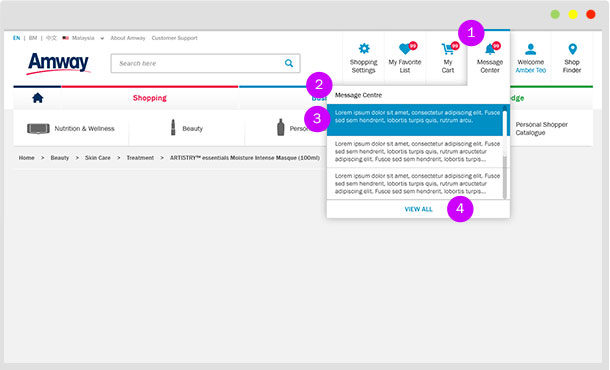 EN | BM | 中文 Malaysia About Amway Customer Support
1
Amway
Search here
Shopping Settings
My Favorite List
99
My Cart
99
Message Center
99
Welcome Amber Teo
Shop Finder
2
Message Centre
Shopping
3
Lorem ipsum dolor sit amet, consectetur adipiscing elit. Fusce
sed sem hendrerit, lobortis turpis quis, rutrum arcu.
Nutrition & Wellness
Beauty
Personal Shopper
Catalogue
Lorem ipsum dolor sit amet, consectetur adipiscing elit. Fusce
sed sem hendrerit, lobortis turpis quis, rutrum arcuctetur
adipiscing elit. Fusce sed sem hendrerit, lobortis turpis...
Home > Beauty > Skin Care > Treatment > ARTISTRY™ essentials Moisture Intense Masque (100ml)
Lorem ipsum dolor sit amet, consectetur adipiscing elit. Fusce
sed sem hendrerit, lobortis turpis quis, rutrum arcuctetur
adipiscing elit. Fusce sed sem hendrerit, lobortis turpis...
VIEW ALL
4